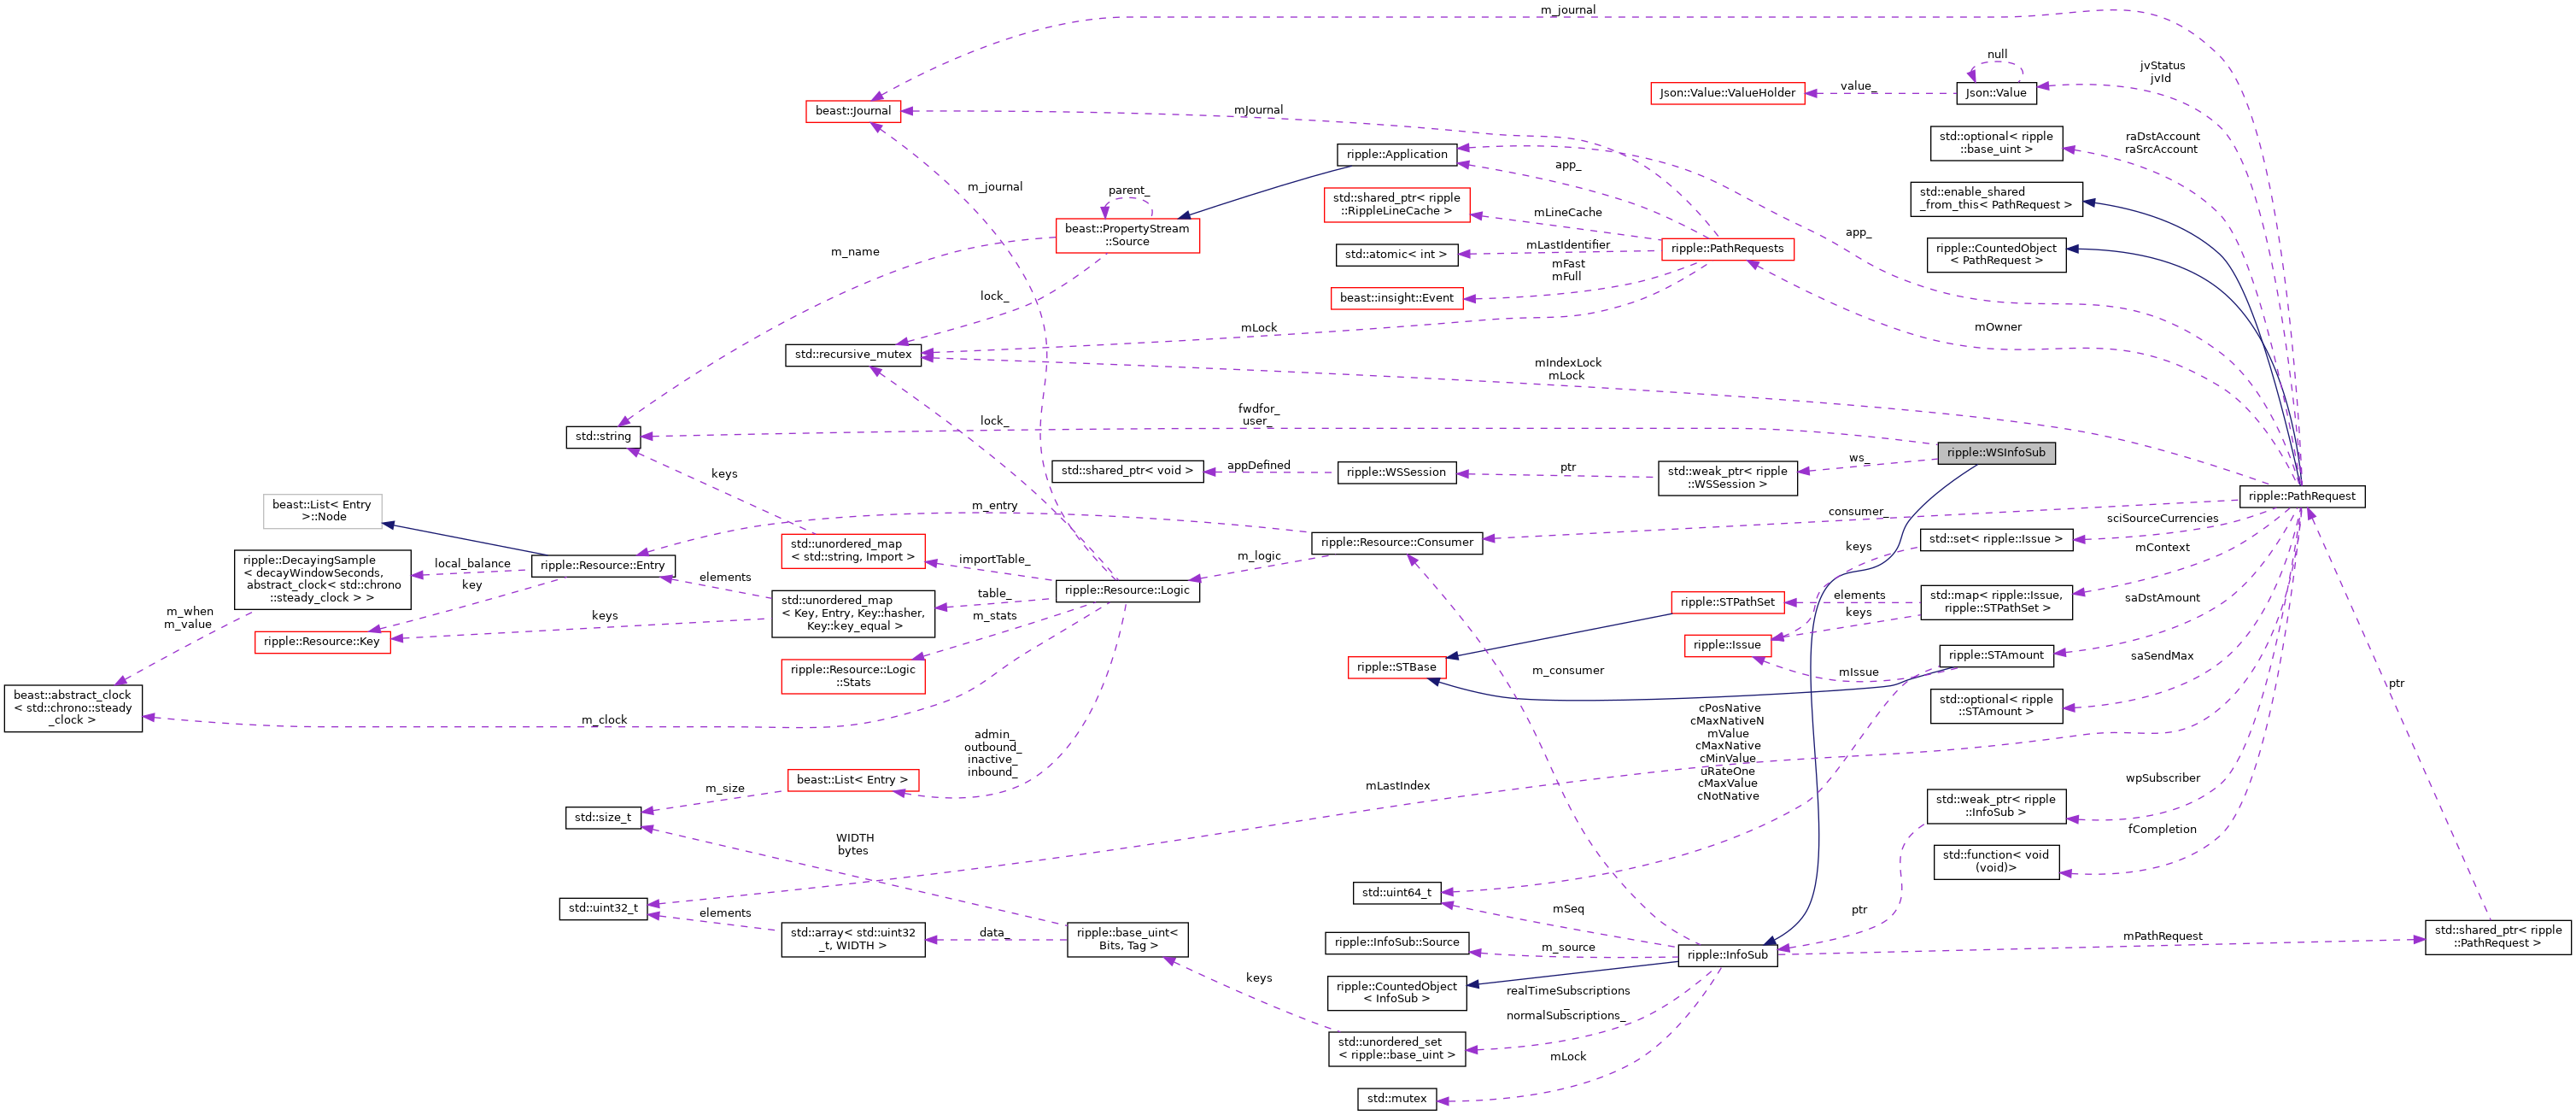 m_journal
null
jvStatus
jvId
Json::Value::ValueHolder
value_
Json::Value
beast::Journal
mJournal
std::optional< ripple
::base_uint >
raDstAccount
raSrcAccount
ripple::Application
app_
m_journal
parent_
std::shared_ptr< ripple
::RippleLineCache >
mLineCache
std::enable_shared
_from_this< PathRequest >
beast::PropertyStream
::Source
app_
m_name
std::atomic< int >
mLastIdentifier
ripple::PathRequests
ripple::CountedObject
< PathRequest >
mFast
mFull
lock_
beast::insight::Event
mLock
mOwner
std::recursive_mutex
mIndexLock
mLock
fwdfor_
user_
lock_
std::string
ripple::WSInfoSub
keys
std::shared_ptr< void >
appDefined
ripple::WSSession
ptr
std::weak_ptr< ripple
::WSSession >
ws_
ripple::PathRequest
beast::List< Entry
>::Node
m_entry
consumer_
sciSourceCurrencies
std::unordered_map
< std::string, Import >
ripple::Resource::Consumer
keys
std::set< ripple::Issue >
ripple::DecayingSample
< decayWindowSeconds,
abstract_clock< std::chrono
::steady_clock > >
local_balance
key
ripple::Resource::Entry
importTable_
m_logic
mContext
elements
ripple::Resource::Logic
std::unordered_map
< Key, Entry, Key::hasher,
Key::key_equal >
table_
m_stats
ripple::STPathSet
elements
keys
std::map< ripple::Issue,
ripple::STPathSet >
saDstAmount
m_when
m_value
keys
ripple::Resource::Key
ripple::Issue
ripple::STAmount
saSendMax
ripple::Resource::Logic
::Stats
ripple::STBase
m_consumer
mIssue
ptr
beast::abstract_clock
< std::chrono::steady
_clock >
m_clock
std::optional< ripple
::STAmount >
cPosNative
cMaxNativeN
mValue
cMaxNative
cMinValue
uRateOne
cMaxValue
cNotNative
admin_
outbound_
inactive_
inbound_
beast::List< Entry >
m_size
mLastIndex
wpSubscriber
std::size_t
std::weak_ptr< ripple
::InfoSub >
fCompletion
WIDTH
bytes
std::function< void
(void)>
std::uint64_t
std::uint32_t
elements
mSeq
ptr
std::array< std::uint32
_t, WIDTH >
data_
ripple::base_uint<
Bits, Tag >
ripple::InfoSub::Source
m_source
ripple::InfoSub
mPathRequest
std::shared_ptr< ripple
::PathRequest >
keys
ripple::CountedObject
< InfoSub >
realTimeSubscriptions
_
normalSubscriptions_
std::unordered_set
< ripple::base_uint >
mLock
std::mutex